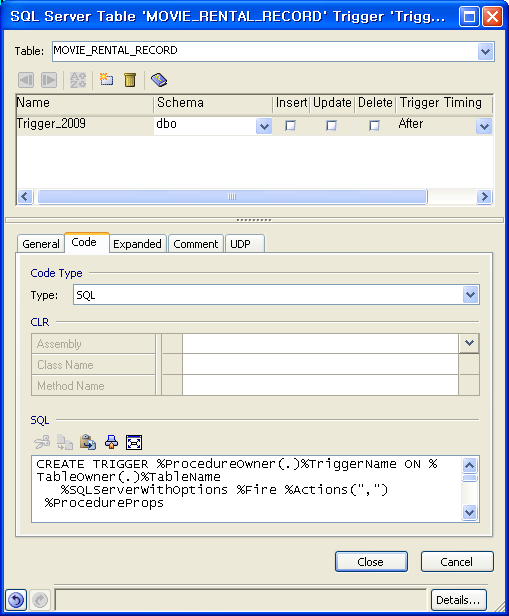 SQL Server Table 'MOVIE_RENTAL_RECORD' Trigger 'Trigg...
Table: MOVIE_RENTAL_RECORD
Name Schema Insert Update Delete Trigger Timing
Trigger_2009 dbo After
General Code Expanded Comment UDP
Code Type
Type: SQL
CLR
Assembly
Class Name
Method Name
SQL
CREATE TRIGGER %ProcedureOwner(.)%TriggerName ON %
TableOwner(.)%TableName
%SQLServerWithOptions %Fire %Actions(",")
%ProcedureProps
Close Cancel
Details...